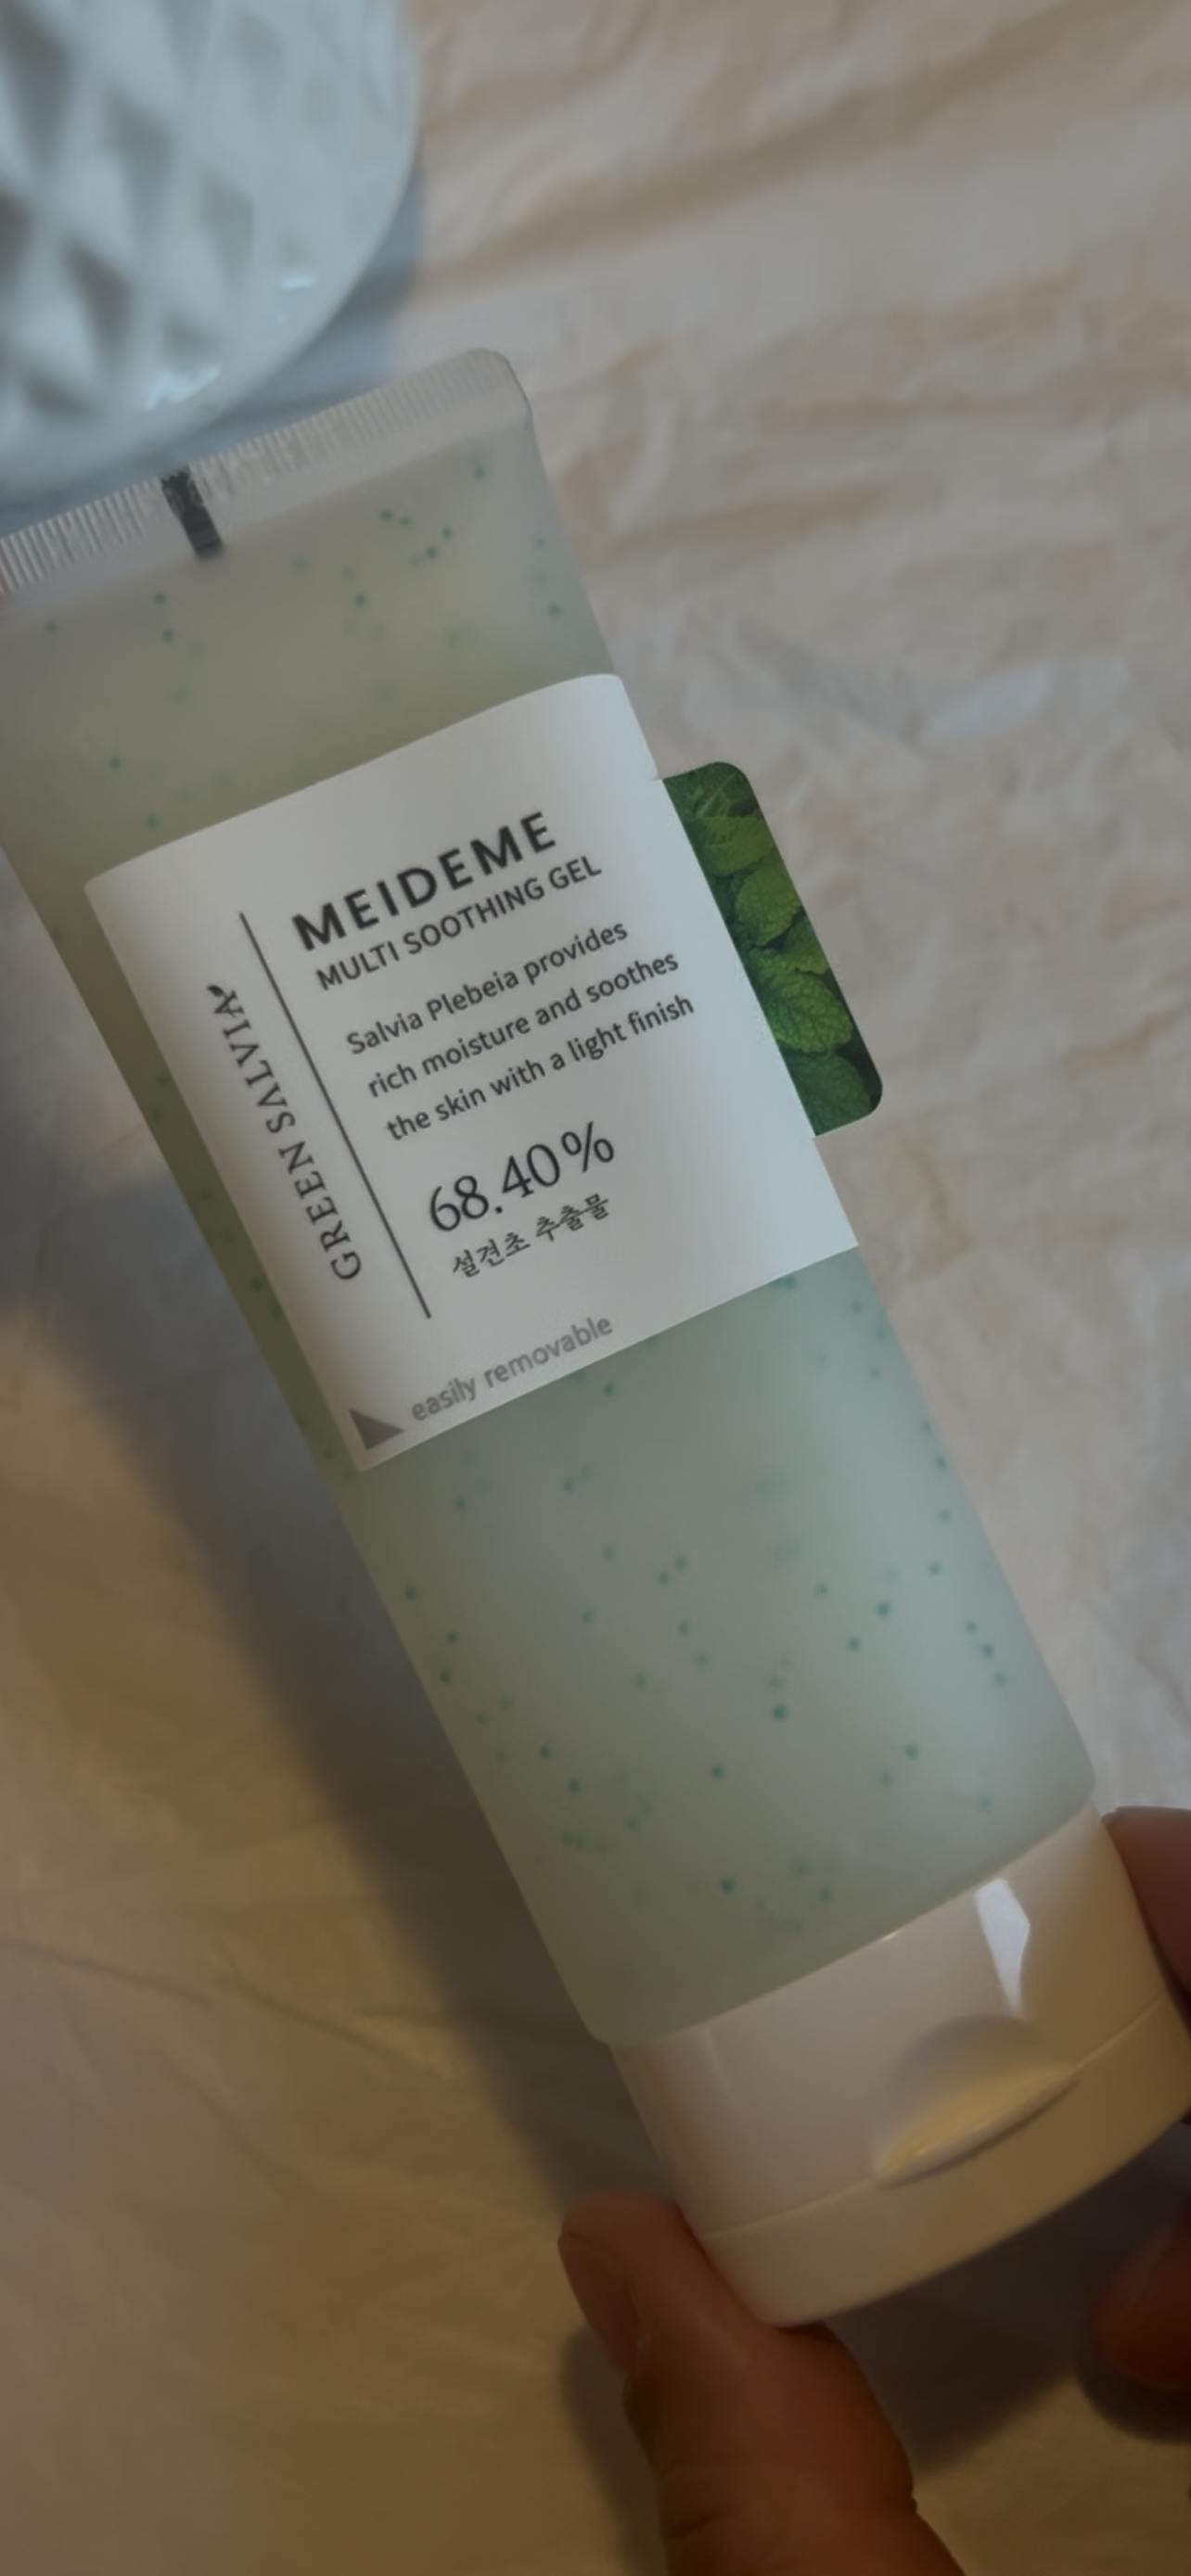 MEIDEME
MULTI SOOTHING GEL
Salvia Plebeia provides
rich moisture and soothes
the skin with a light finish
68.40%
설견초 추출물
GREEN SALVIA
easily removable